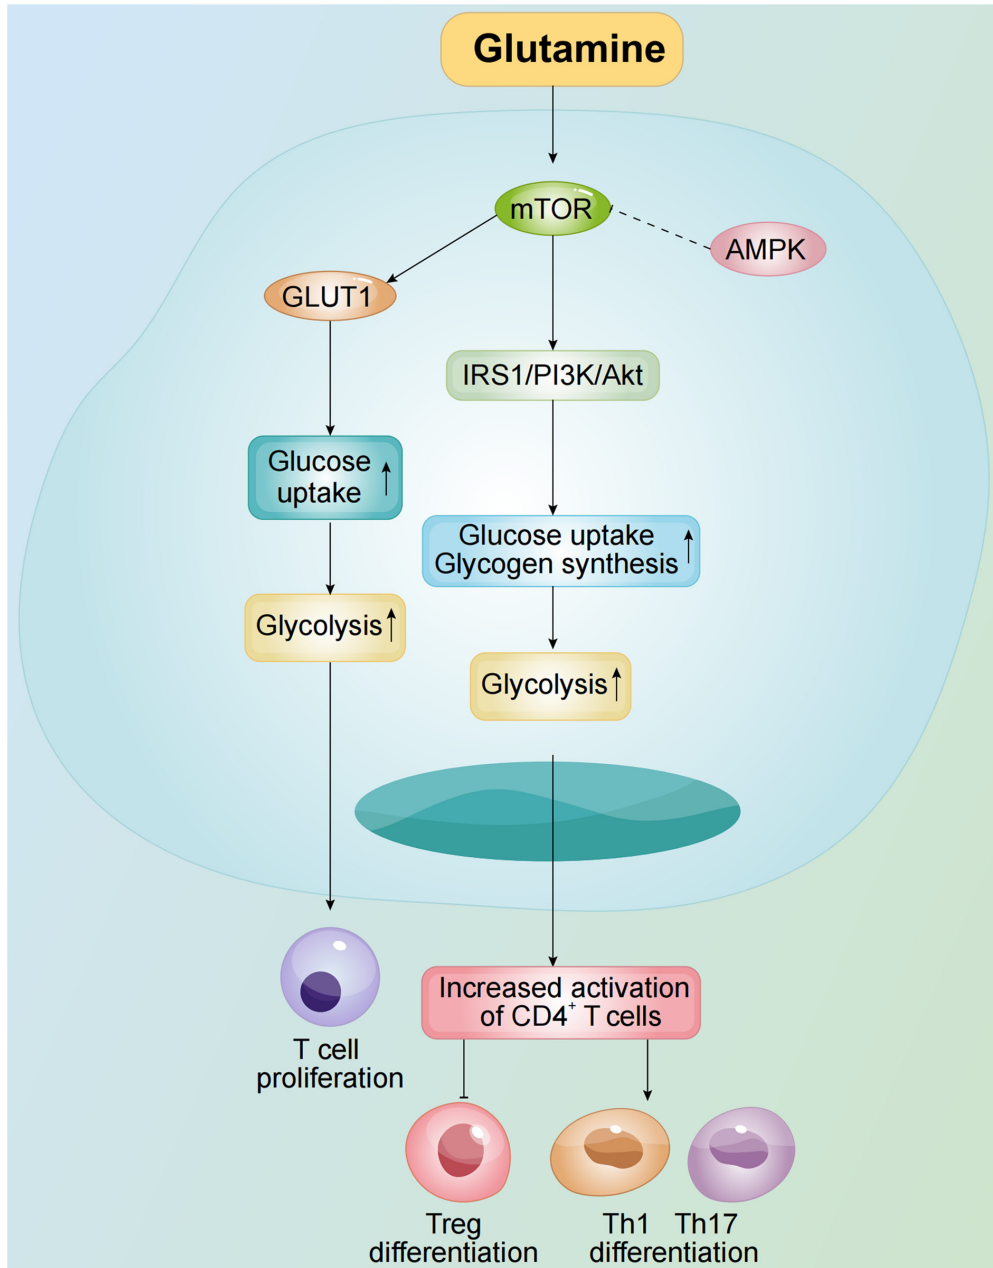 Glutamine
mTOR
AMPK
GLUT1
IRS1/PI3K/Akt
Glucose
uptake
Glucose uptake
Glycogen synthesis
Glycolysis
Glycolysis
Increased activation
of CD4+ T cells
T cell
proliferation
Treg
differentiation
Th1 Th17
differentiation